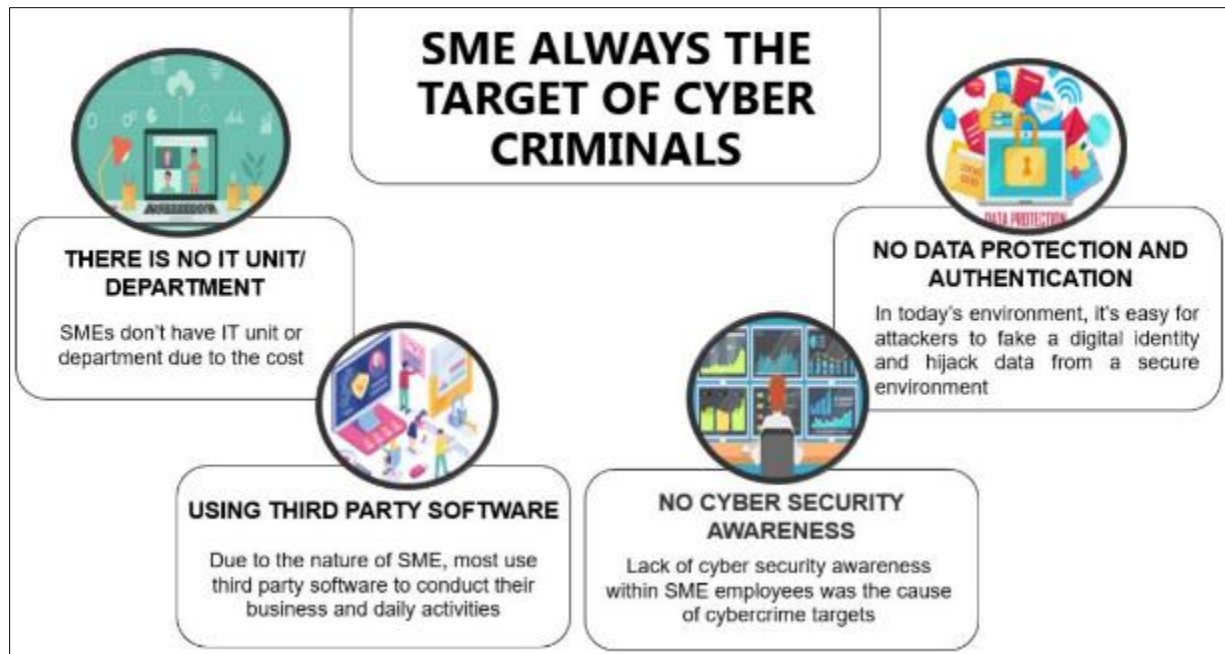 SME ALWAYS THE
TARGET OF CYBER
CRIMINALS
THERE IS NO IT UNIT/
DEPARTMENT
SMEs don't have IT unit or
department due to the cost
USING THIRD PARTY SOFTWARE
Due to the nature of SME, most use
third party software to conduct their
business and daily activities
NO CYBER SECURITY
AWARENESS
Lack of cyber security awareness
within SME employees was the cause
of cybercrime targets
DATA PROTECTION
NO DATA PROTECTION AND
AUTHENTICATION
In today's environment, it's easy for
attackers to fake a digital identity
and hijack data from a secure
environment